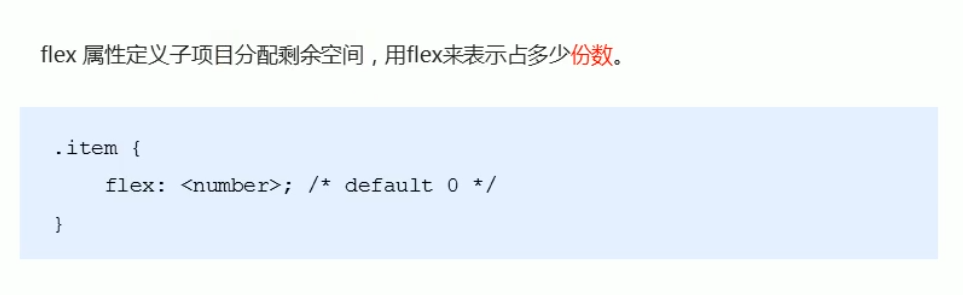 flex 属性定义子项目分配剩余空间，用flex来表示占多少份数。
.item {
    flex: <number>; /* default 0 */
}